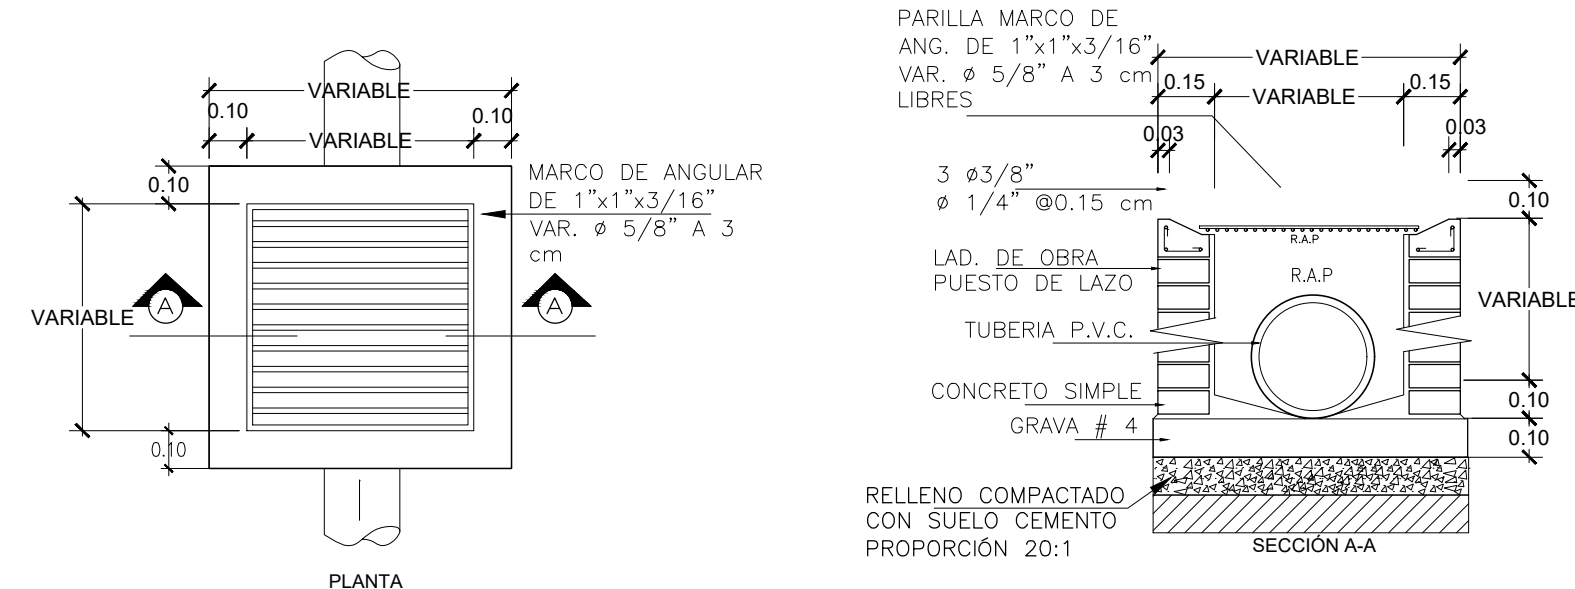 VARIABLE
0.10
0.10
VARIABLE
0.10
MARCO DE ANGULAR
DE 1"x1"x3/16"
VAR. ø 5/8" A 3
cm
A
A
VARIABLE
0.10
PLANTA
PARILLA MARCO DE
ANG. DE 1"x1"x3/16"
VAR. ø 5/8" A 3 cm
LIBRES
VARIABLE
0.15
VARIABLE
0.15
0.03
0.03
3 ø3/8"
ø 1/4" @0.15 cm
0.10
R.A.P
LAD. DE OBRA
PUESTO DE LAZO
R.A.P
VARIABLE
TUBERIA P.V.C.
CONCRETO SIMPLE
0.10
GRAVA # 4
0.10
RELLENO COMPACTADO
CON SUELO CEMENTO
PROPORCIÓN 20:1
SECCIÓN A-A